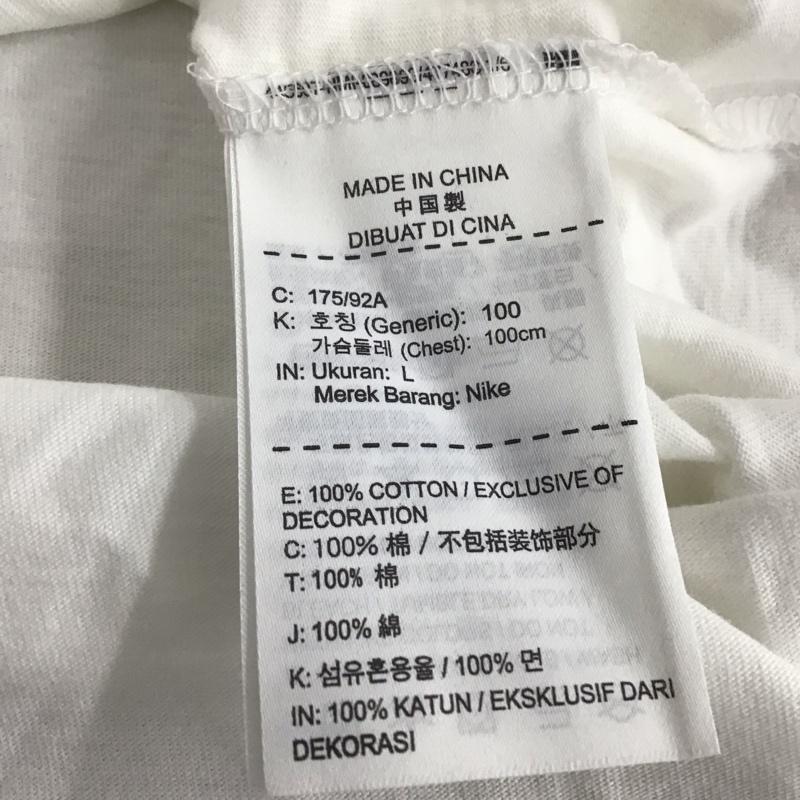 MADE IN CHINA
中国製
DIBUAT DI CINA
C: 175/92A
K: 호칭 (Generic): 100
가슴둘레 (Chest): 100cm
IN: Ukuran: L
Merek Barang: Nike
E: 100% COTTON / EXCLUSIVE OF
DECORATION
C: 100% 棉 / 不包括装饰部分
T: 100% 棉
J: 100% 綿
K: 섬유혼용율 / 100% 면
IN: 100% KATUN / EKSKLUSIF DARI
DEKORASI